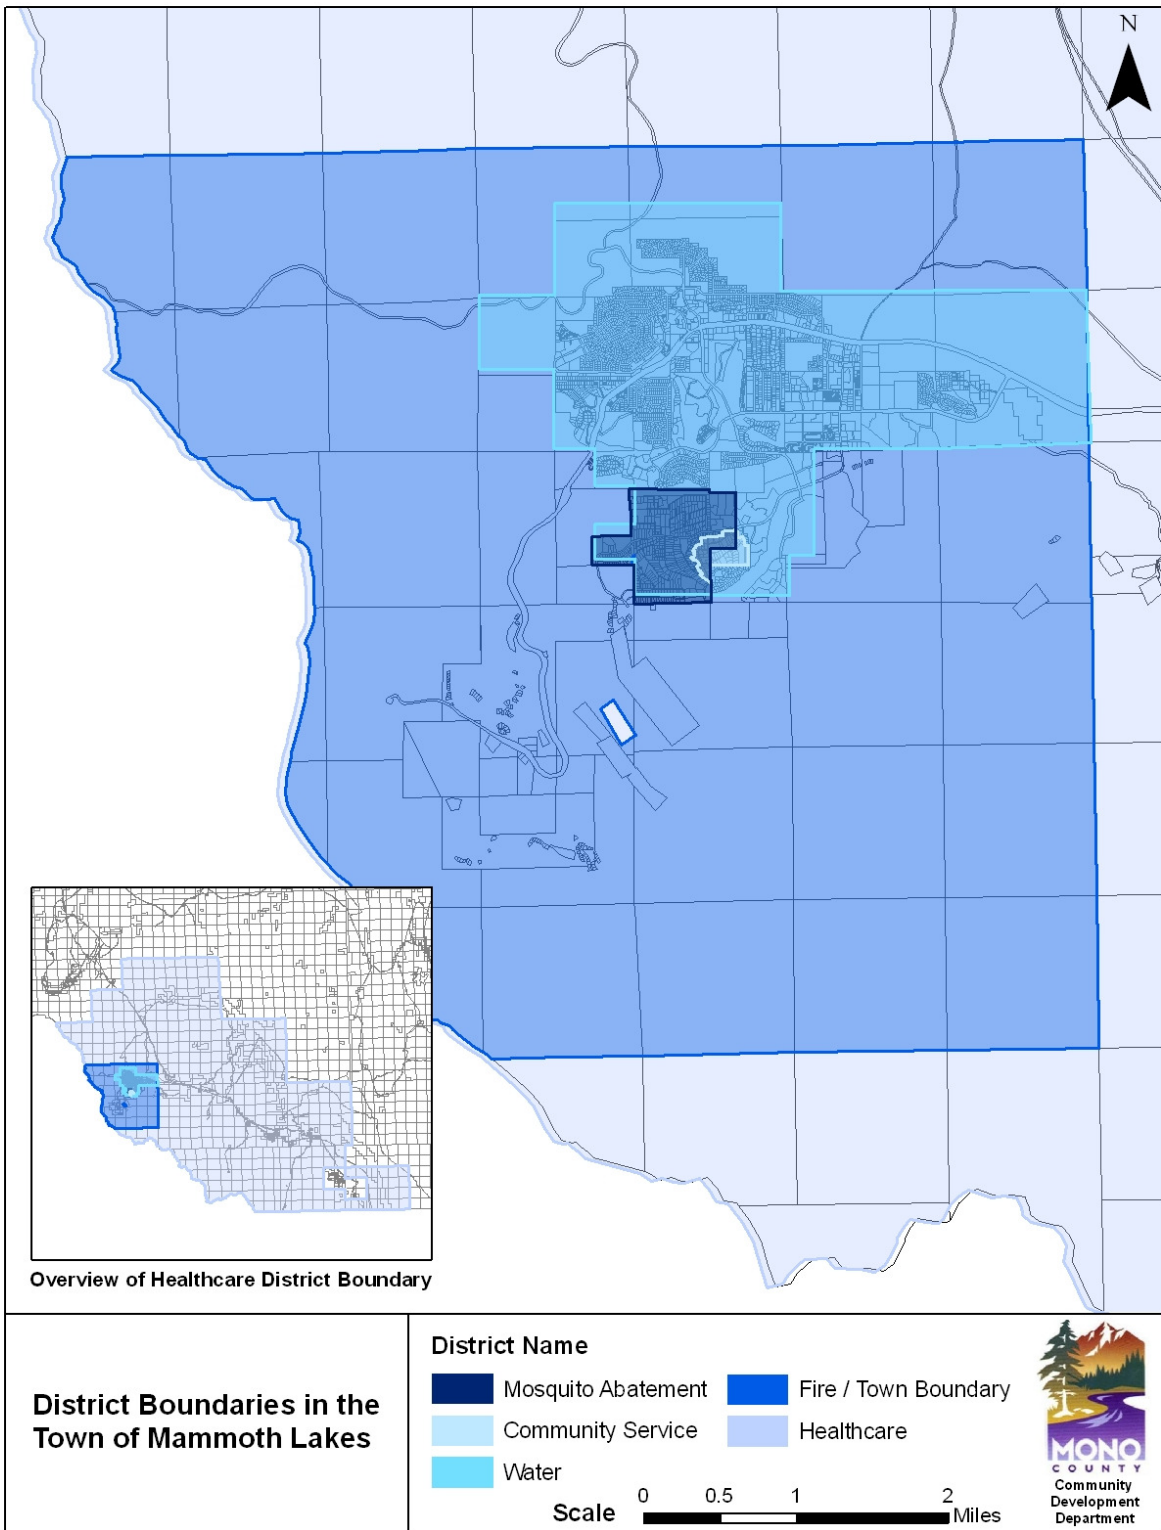 N
Overview of Healthcare District Boundary
District Boundaries in the
Town of Mammoth Lakes
District Name
Mosquito Abatement
Fire / Town Boundary
Community Service
Healthcare
Water
Scale
0 0.5 1 2
Miles
MONO
COUNTY
Community
Development
Department